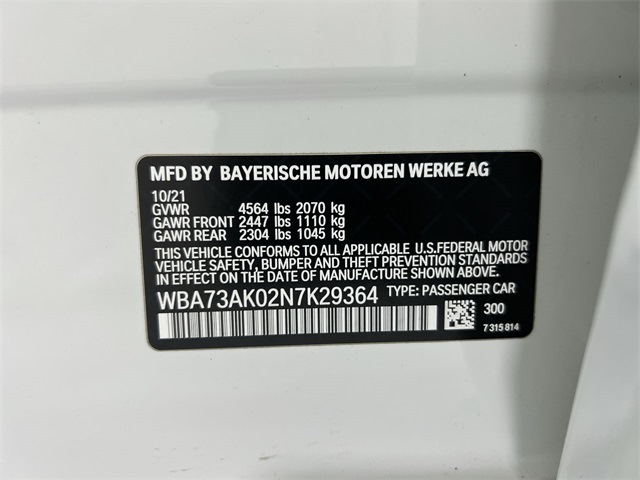 MFD BY BAYERISCHE MOTOREN WERKE AG
10/21
GVWR 4564 lbs 2070 kg
GAWR FRONT 2447 lbs 1110 kg
GAWR REAR 2304 lbs 1045 kg
THIS VEHICLE CONFORMS TO ALL APPLICABLE U.S.FEDERAL MOTOR
VEHICLE SAFETY, BUMPER AND THEFT PREVENTION STANDARDS
IN EFFECT ON THE DATE OF MANUFACTURE SHOWN ABOVE.
WBA73AK02N7K29364 TYPE: PASSENGER CAR
300
7 315 814